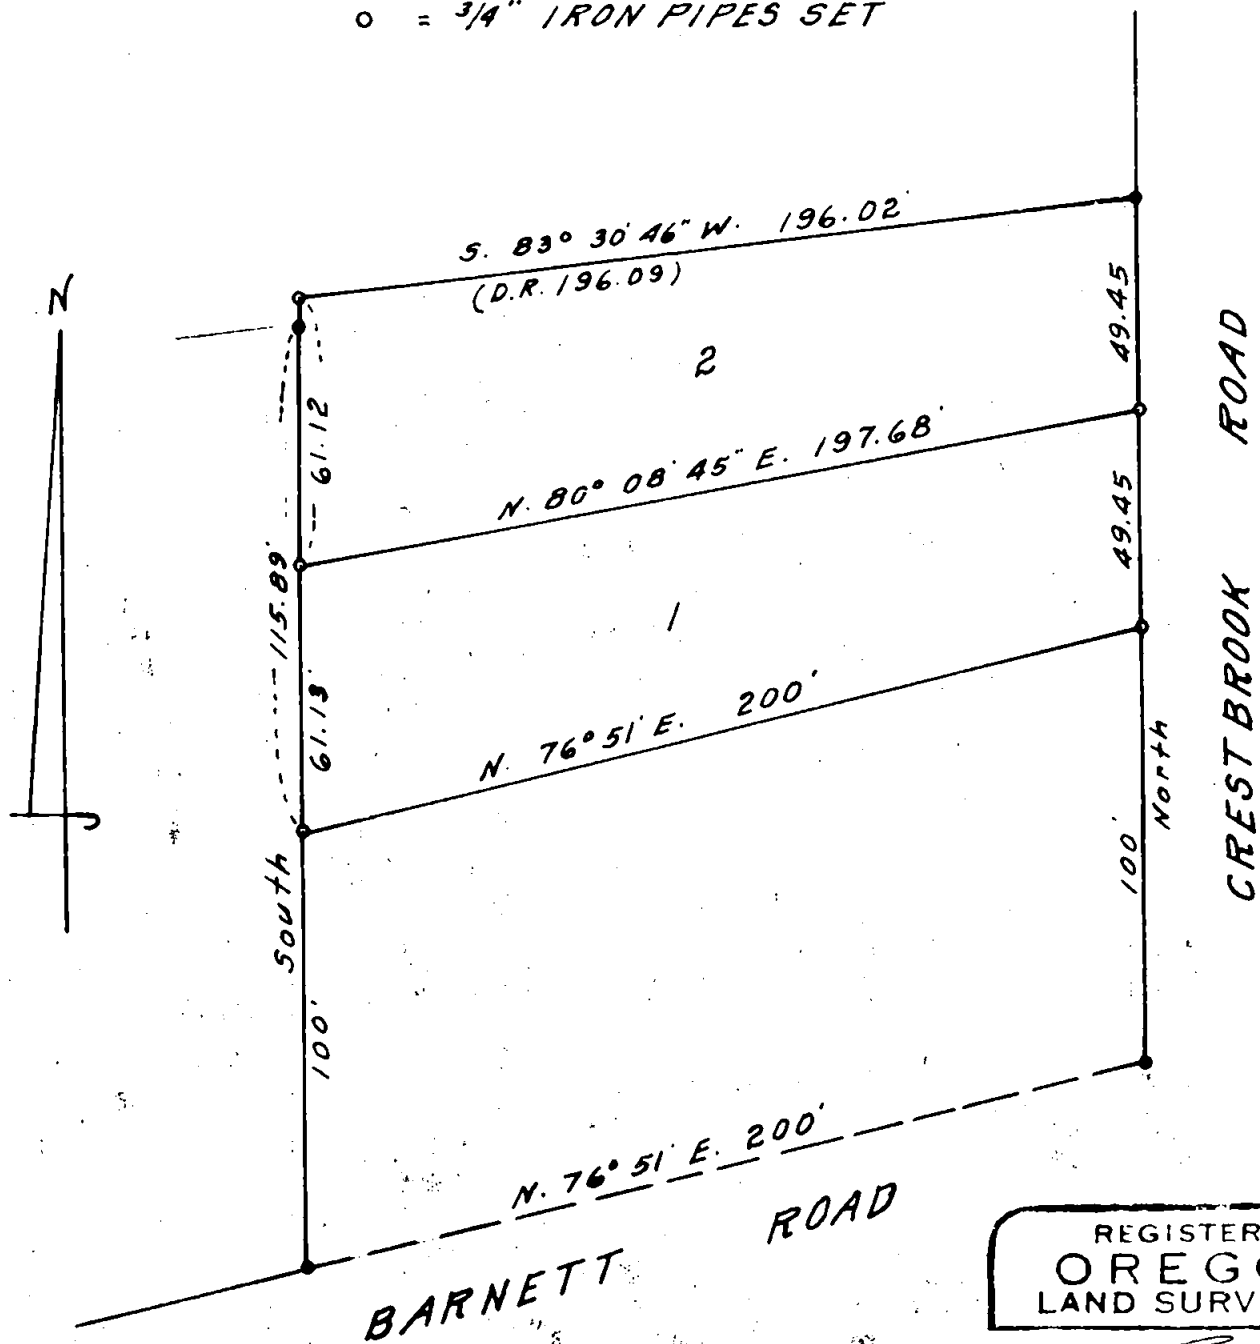 o = 3/4" IRON PIPES SET
S. 83° 30' 46" W. 196.02'
(D.R. 196.09)
N
49.45
ROAD
2
61.12
N. 80° 08' 45" E. 197.68'
49.45
115.89'
1
CRESTBROOK
61.13'
N. 76° 51' E. 200'
North
South
100'
100'
N. 76° 51' E. 200'
ROAD
BARNETT
REGISTER
OREGO
LAND SURV